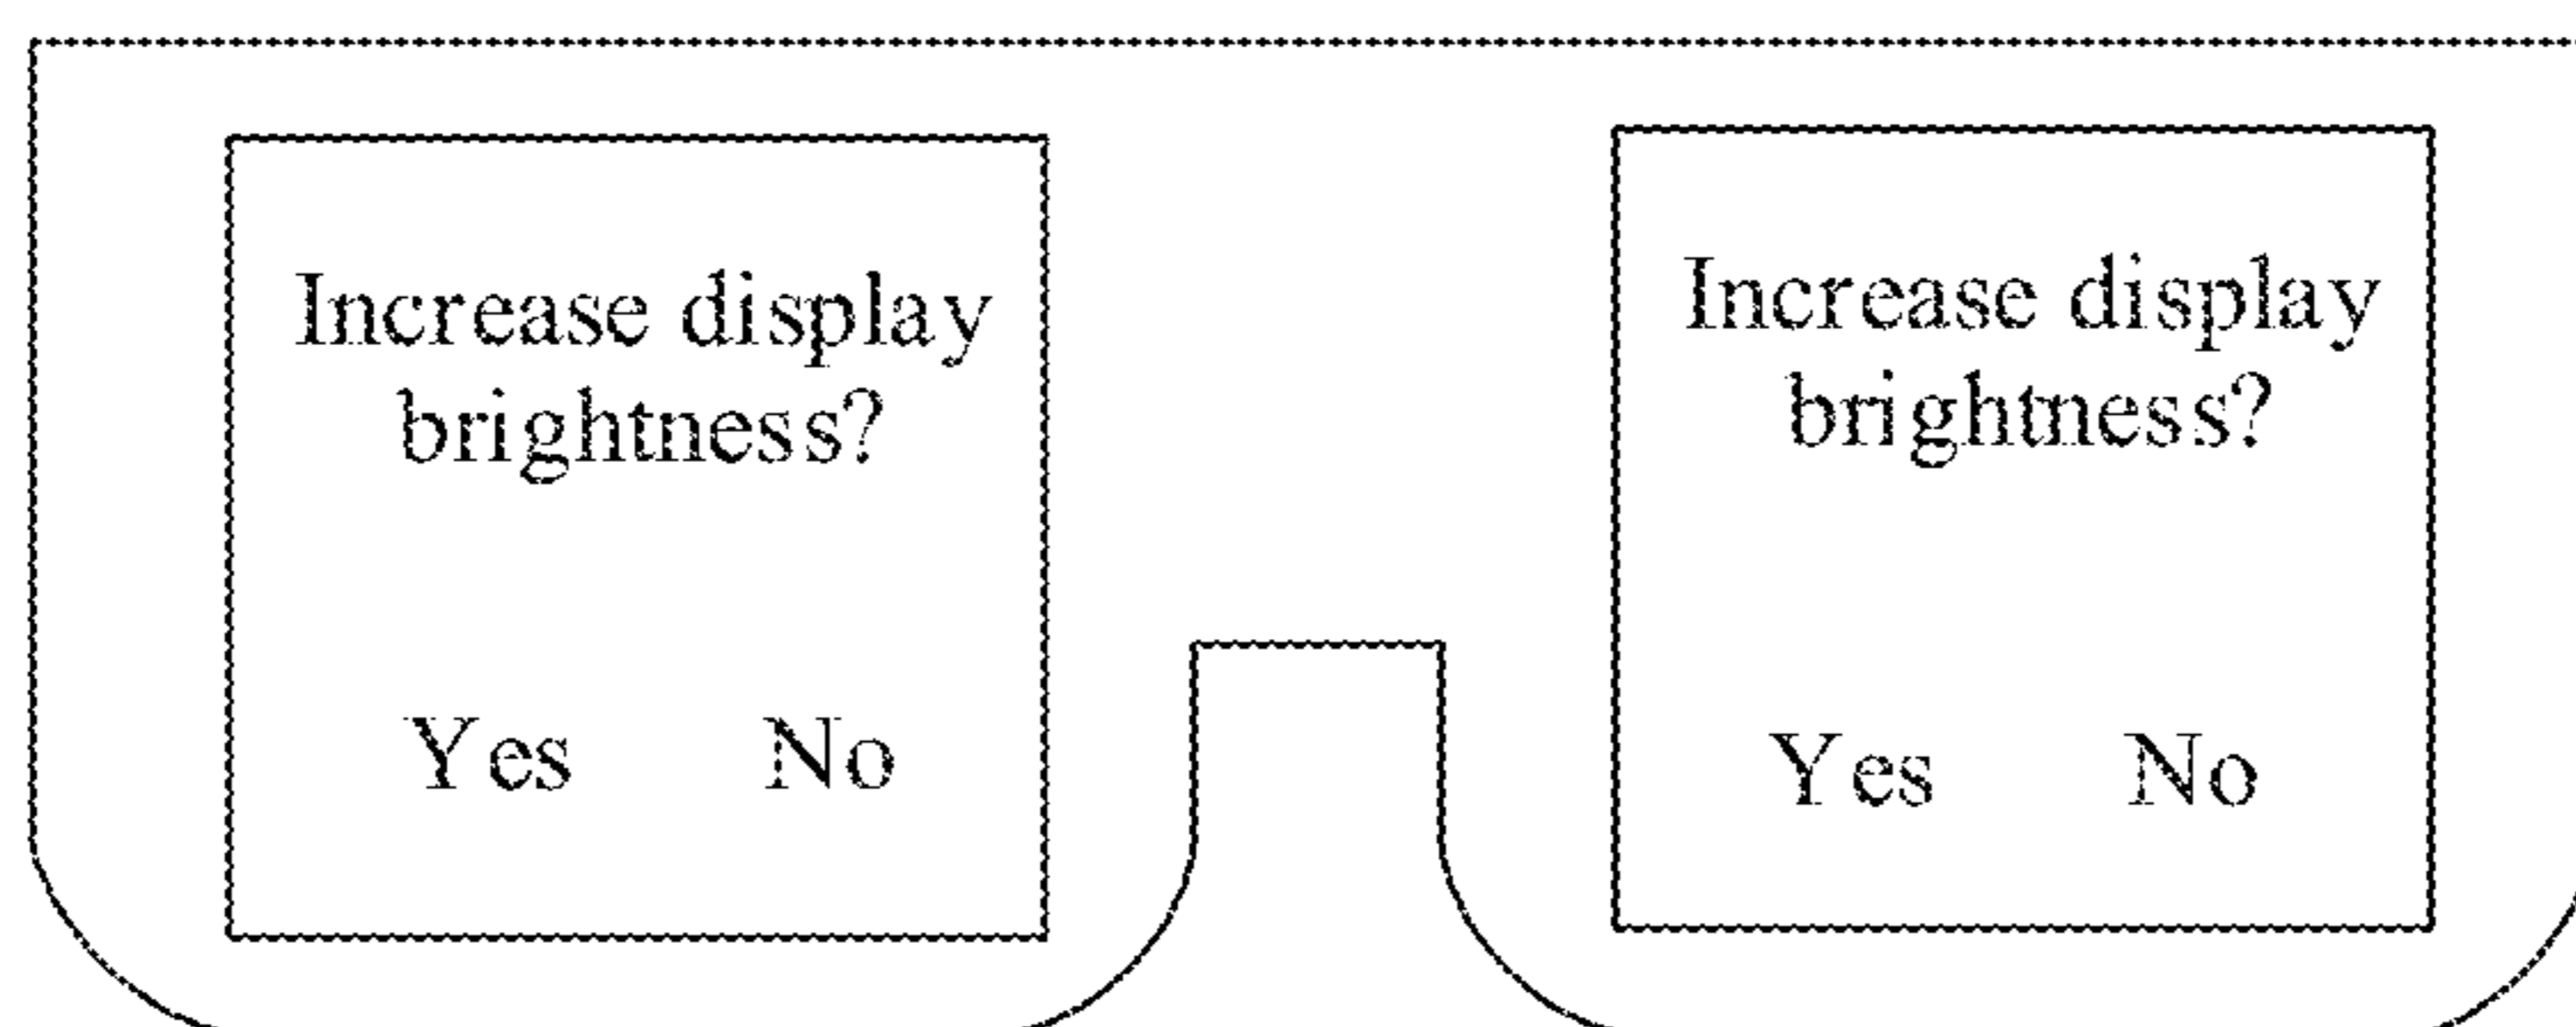 Increase display
brightness?
Yes No
Increase display
brightness?
Yes No